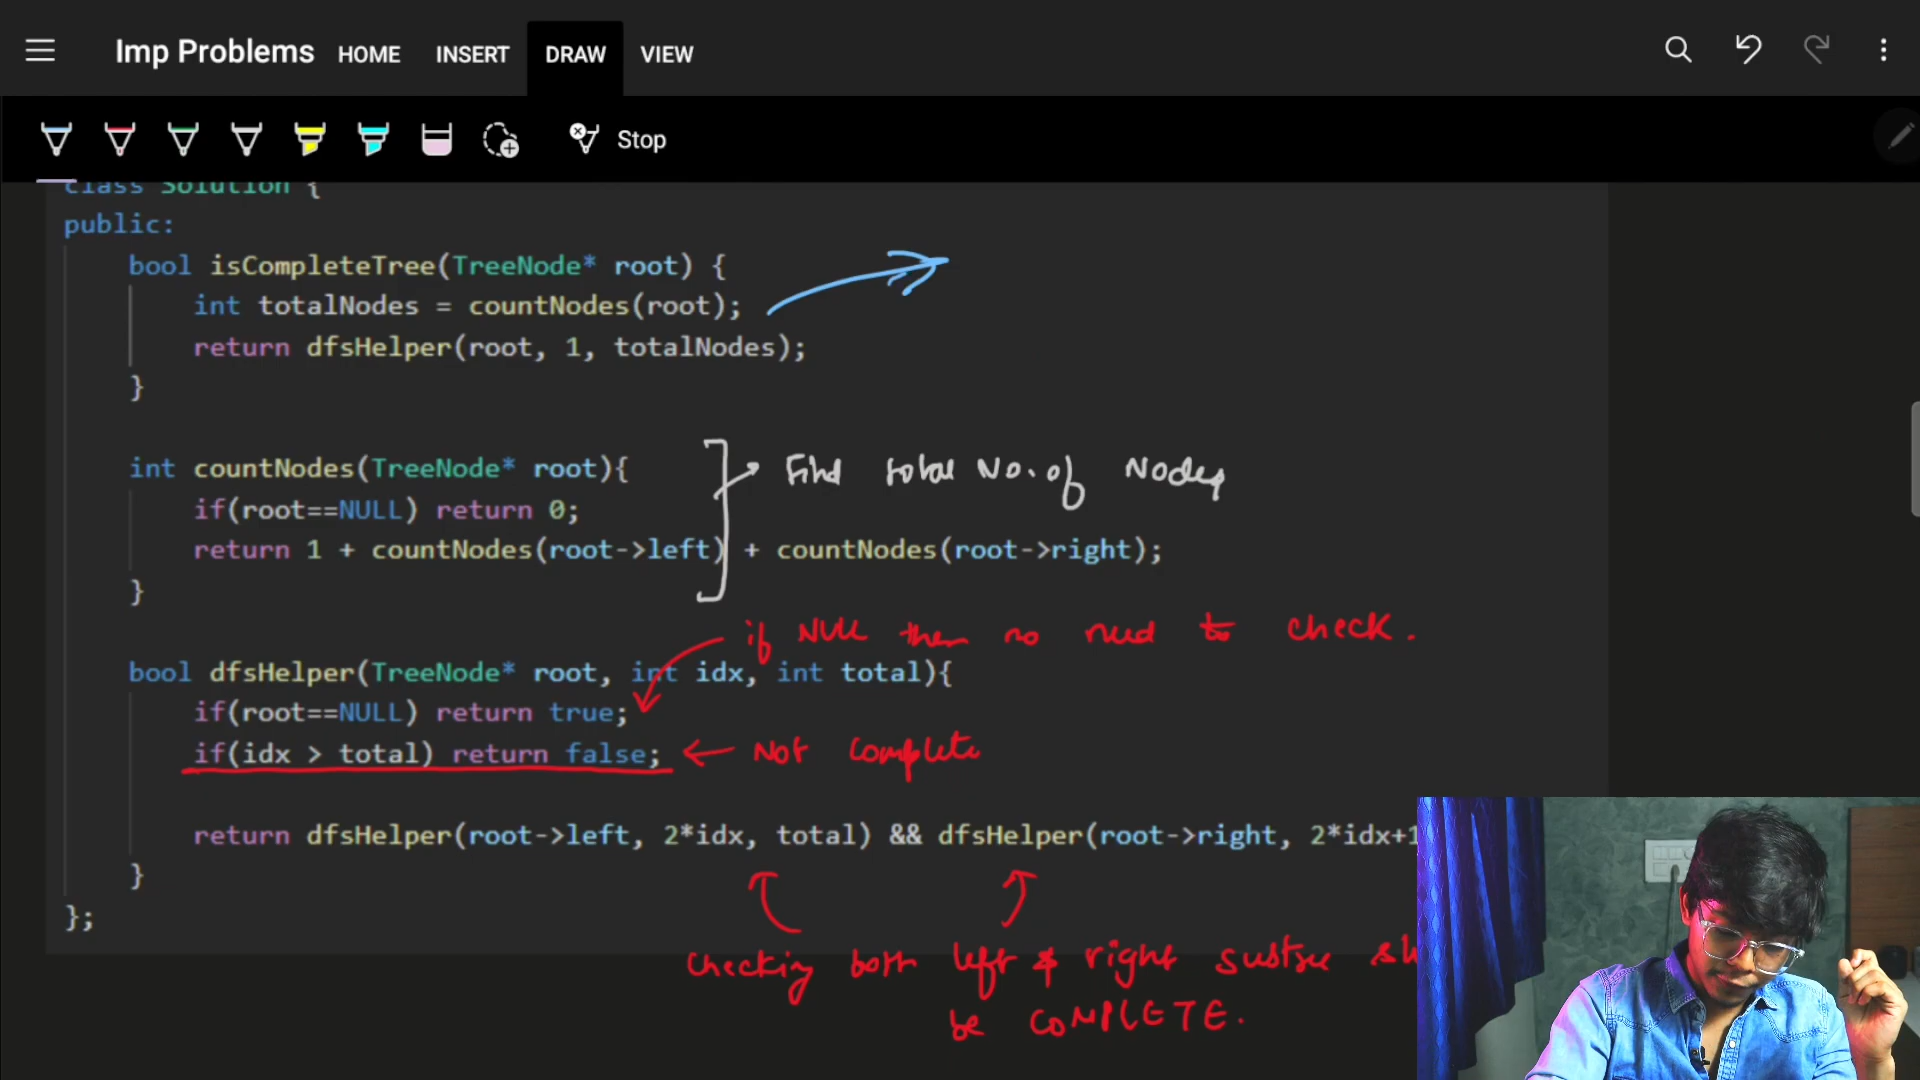 Imp Problems HOME INSERT DRAW VIEW
Stop
class Solution {
public:
bool isCompleteTree(TreeNode* root) {
int totalNodes = countNodes(root);
return dfsHelper(root, 1, totalNodes);
}
int countNodes(TreeNode* root){
Find total No. of Nodes
if(root==NULL) return 0;
return 1 + countNodes(root->left) + countNodes(root->right);
}
if NULL then no need to check.
bool dfsHelper(TreeNode* root, int idx, int total){
if(root==NULL) return true;
if(idx > total) return false; ← Not complete
return dfsHelper(root->left, 2*idx, total) && dfsHelper(root->right, 2*idx+1
}
};
checking both left & right
be COMPLETE.